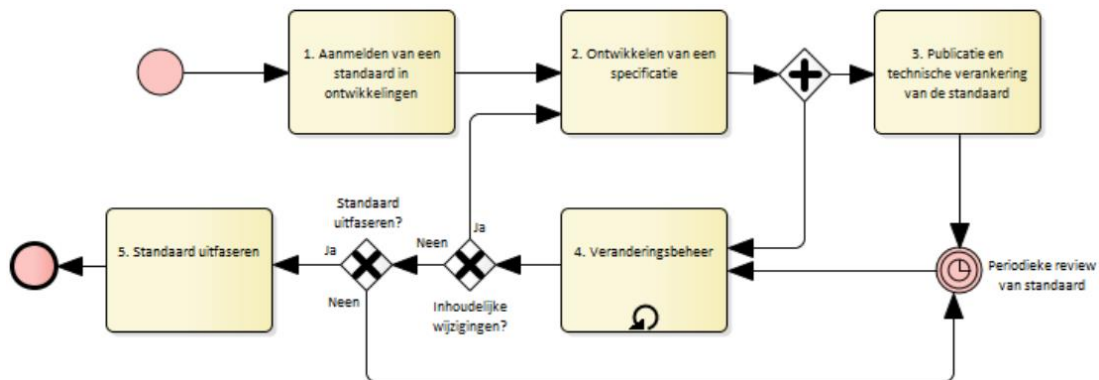 1. Aanmelden van een
standaard in
ontwikkelingen
2. Ontwikkelen van een
specificatie
3. Publicatie en
technische verankering
van de standaard
Standaard
uitfaseren?
Ja
Neen
Ja
Neen
Inhoudelijke
wijzigingen?
4. Veranderingsbeheer
5. Standaard uitfaseren
Periodieke review
van standaard